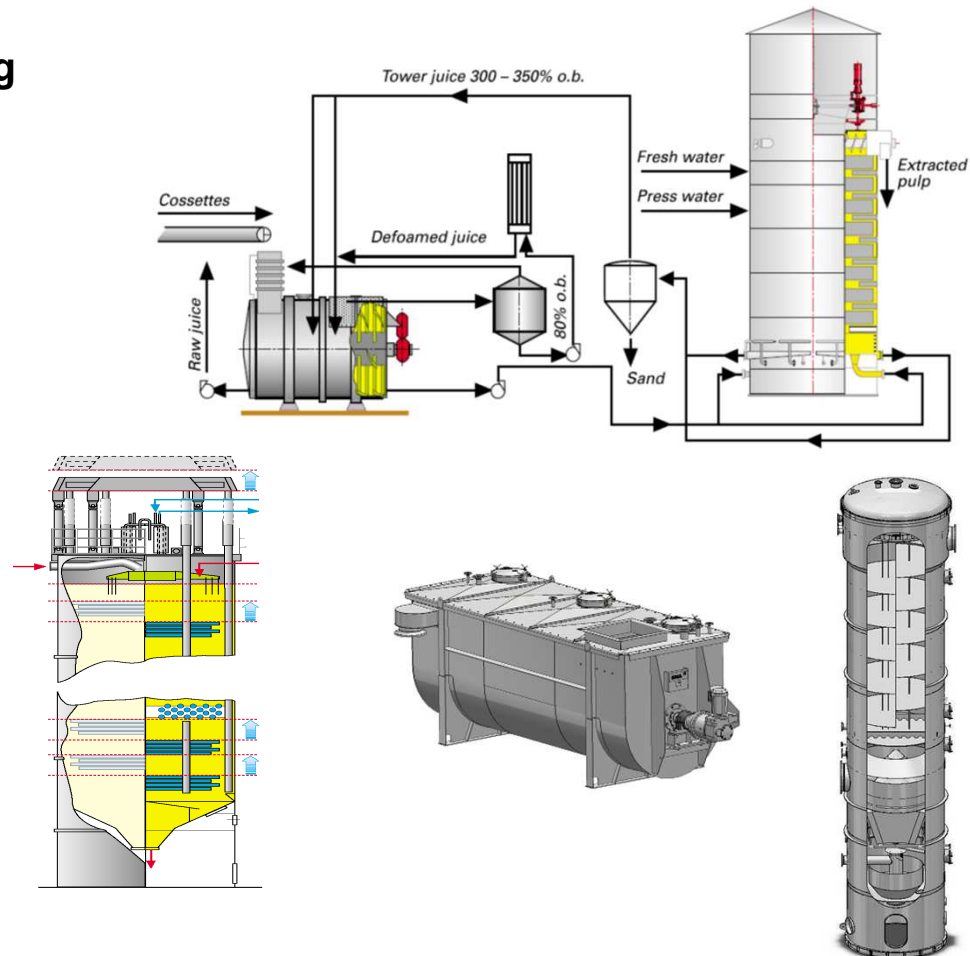 g
Tower juice 300 – 350% o.b.
Fresh water
Extracted
pulp
Press water
Cossettes
Defoamed juice
Raw juice
80% o.b.
Sand